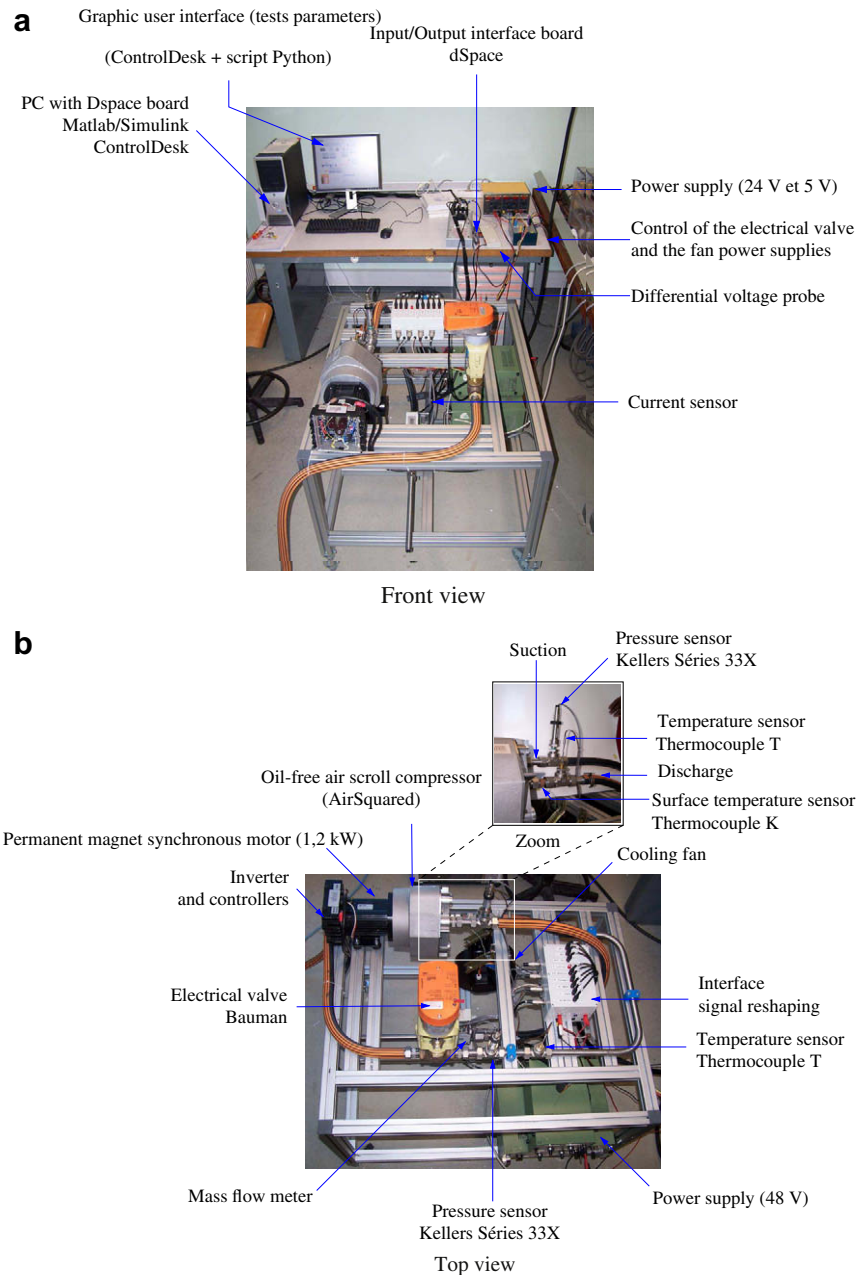 a
Graphic user interface (tests parameters)
(ControlDesk + script Python)
Input/Output interface board
dSpace
PC with Dspace board
Matlab/Simulink
ControlDesk
Power supply (24 V et 5 V)
Control of the electrical valve
and the fan power supplies
Differential voltage probe
Current sensor
Front view
b
Pressure sensor
Kellers Séries 33X
Suction
Temperature sensor
Thermocouple T
Discharge
Surface temperature sensor
Thermocouple K
Oil-free air scroll compressor
(AirSquared)
Zoom
Permanent magnet synchronous motor (1,2 kW)
Cooling fan
Inverter
and controllers
Electrical valve
Bauman
Interface
signal reshaping
Temperature sensor
Thermocouple T
Mass flow meter
Pressure sensor
Kellers Séries 33X
Power supply (48 V)
Top view